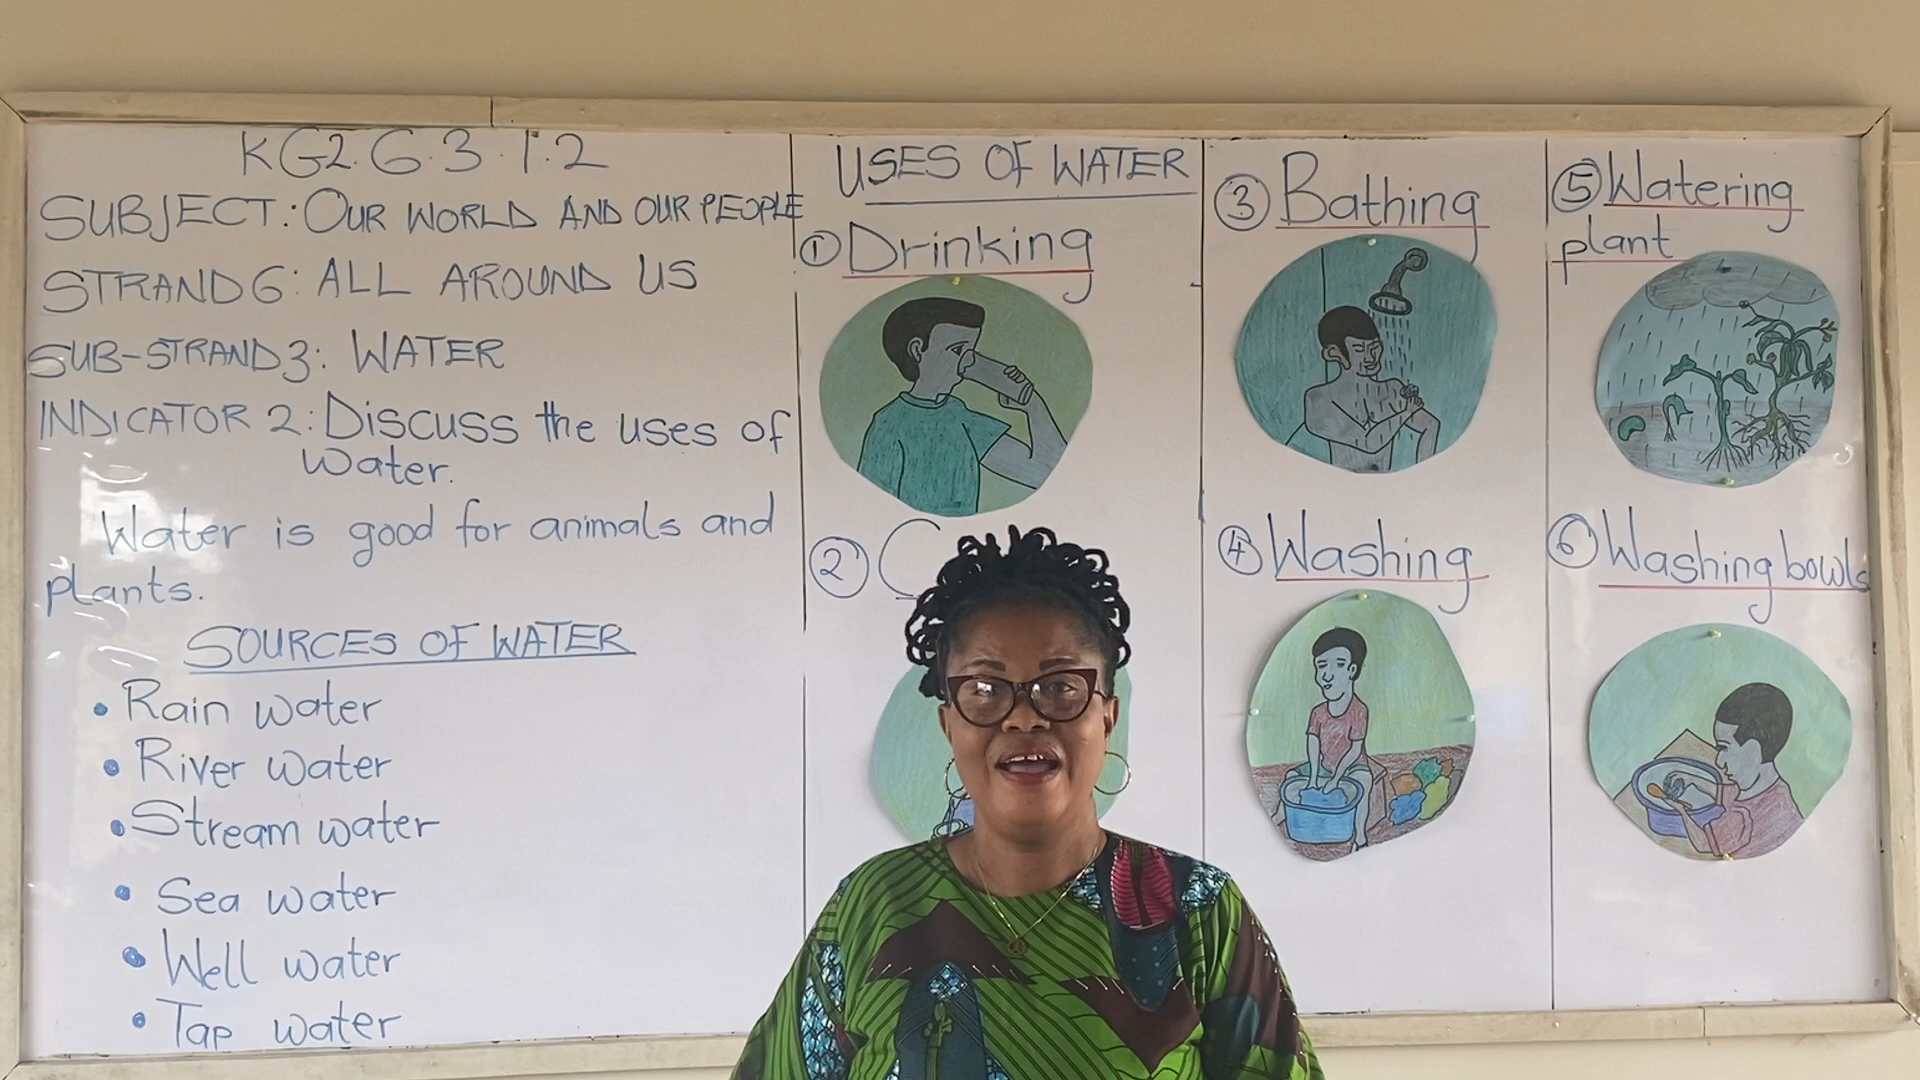 KG2.6.3.1.2
SUBJECT: OUR WORLD AND OUR PEOPLE
STRAND 6: ALL AROUND US
SUB-STRAND 3: WATER
INDICATOR 2: DISCUSS the uses of
Water.
Water is good for animals and
plants.
SOURCES OF WATER
• Rain water
• River water
• Stream water
• Sea water
• Well water
• Tap water
USES OF WATER
① Drinking
②
③ Bathing
④ Washing
⑤ Watering
plant
⑥ Washing bowls